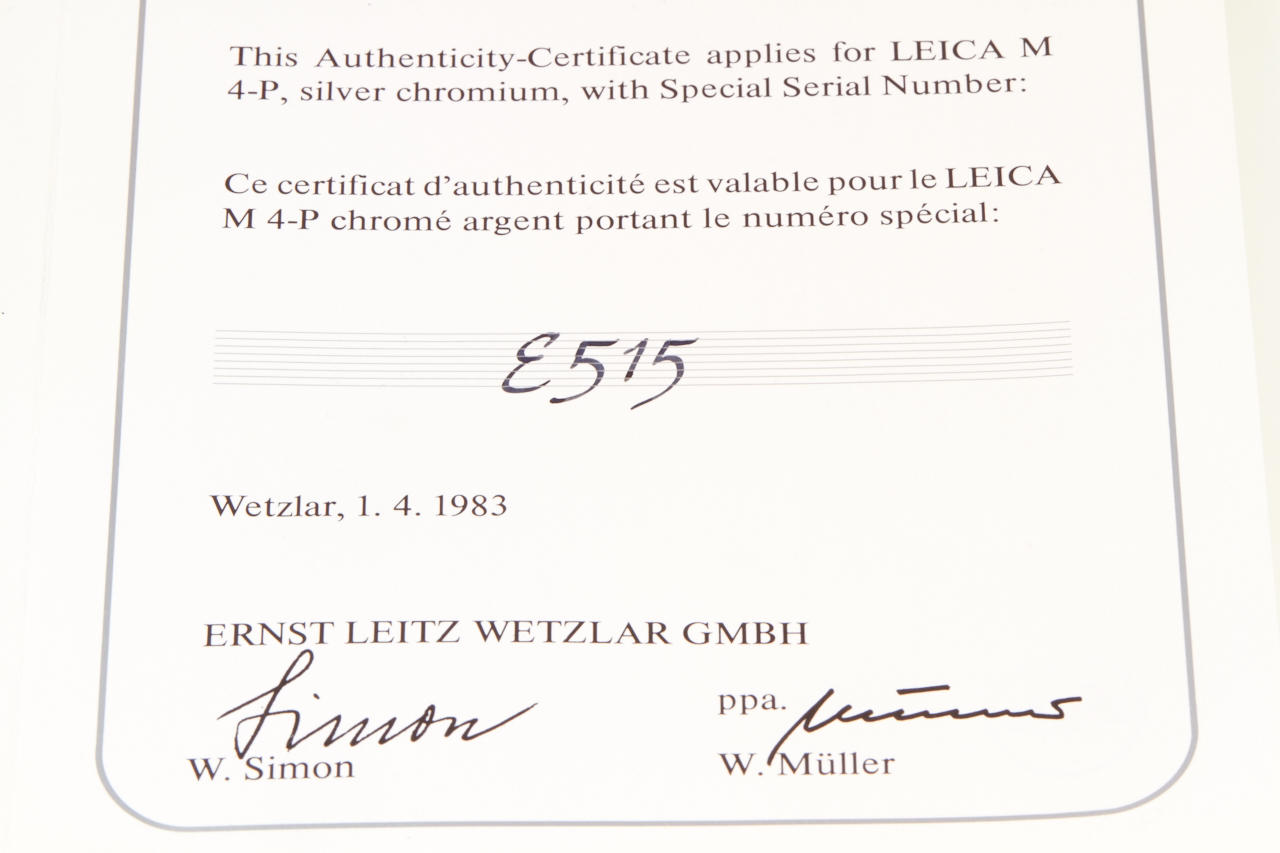 This Authenticity-Certificate applies for LEICA M
4-P, silver chromium, with Special Serial Number:
Ce certificat d'authenticité est valable pour le LEICA
M 4-P chromé argent portant le numéro spécial:
E515
Wetzlar, 1. 4. 1983
ERNST LEITZ WETZLAR GMBH
Simon
ppa.
W. Simon
W. Müller